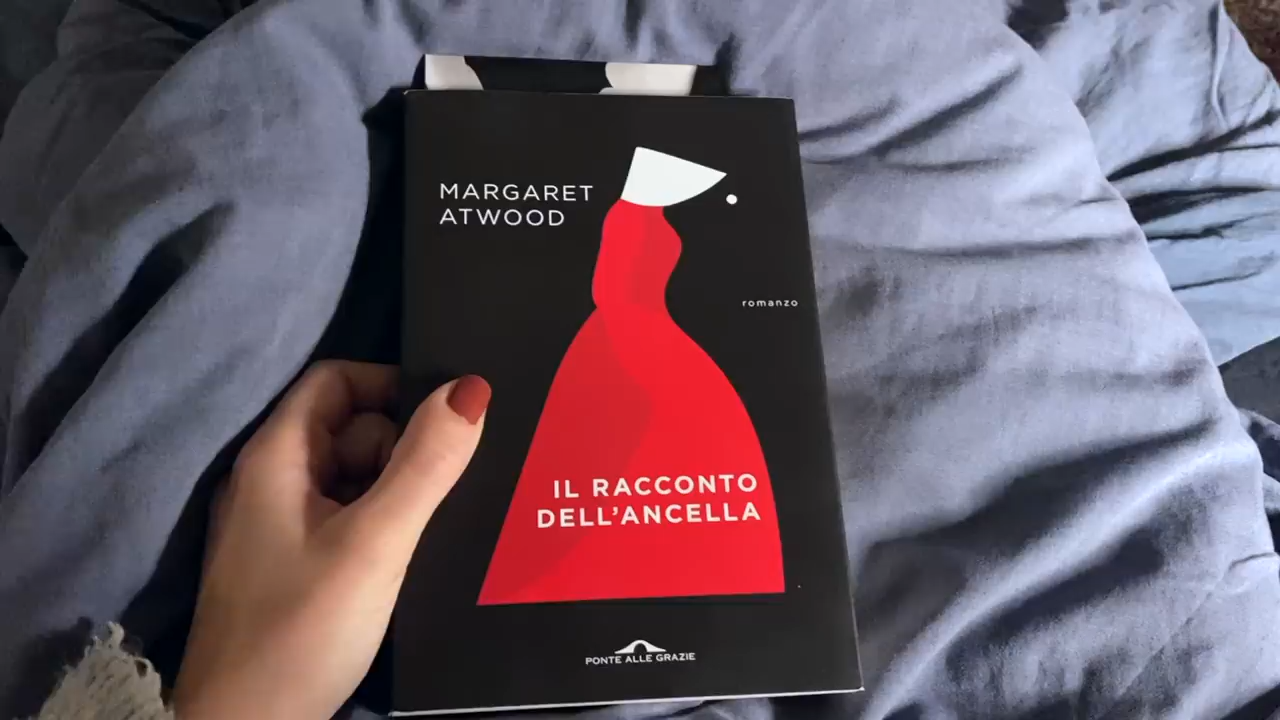 MARGARET
ATWOOD
romanzo
IL RACCONTO
DELL'ANCELLA
PONTE ALLE GRAZIE